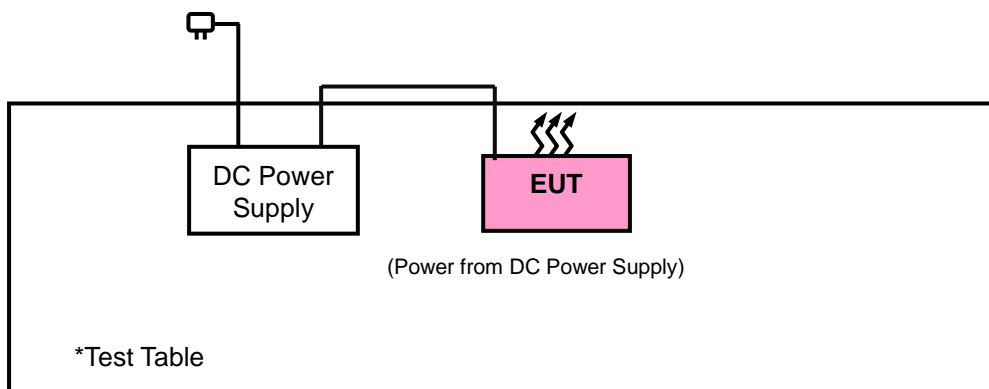 DC Power
Supply
EUT
(Power from DC Power Supply)
*Test Table